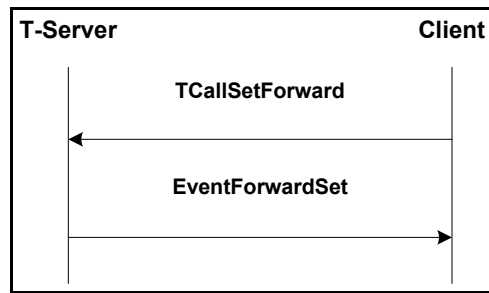 T-Server Client
TCallSetForward
EventForwardSet